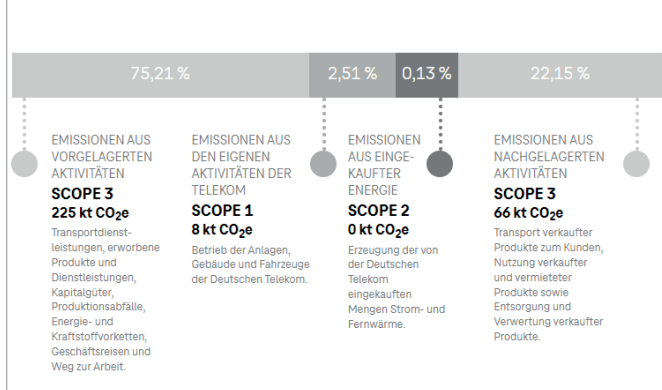 75,21 %
2,51 %
0,13 %
22,15 %
EMISSIONEN AUS
VORGELAGERTEN
AKTIVITÄTEN
SCOPE 3
225 kt CO2e
Transportdienst-
leistungen, erworbene
Produkte und
Dienstleistungen,
Kapitalgüter,
Produktionsabfälle,
Energie- und
Kraftstoffvorketten,
Geschäftsreisen und
Weg zur Arbeit.
EMISSIONEN AUS
DEN EIGENEN
AKTIVITÄTEN DER
TELEKOM
SCOPE 1
8 kt CO2e
Betrieb der Anlagen,
Gebäude und Fahrzeuge
der Deutschen Telekom.
EMISSIONEN
AUS EINGE-
KAUFTER
ENERGIE
SCOPE 2
0 kt CO2e
Erzeugung der von
der Deutschen
Telekom
eingekauften
Mengen Strom- und
Fernwärme.
EMISSIONEN AUS
NACHGELAGERTEN
AKTIVITÄTEN
SCOPE 3
66 kt CO2e
Transport verkaufter
Produkte zum Kunden,
Nutzung verkaufter
und vermieteter
Produkte sowie
Entsorgung und
Verwertung verkaufter
Produkte.